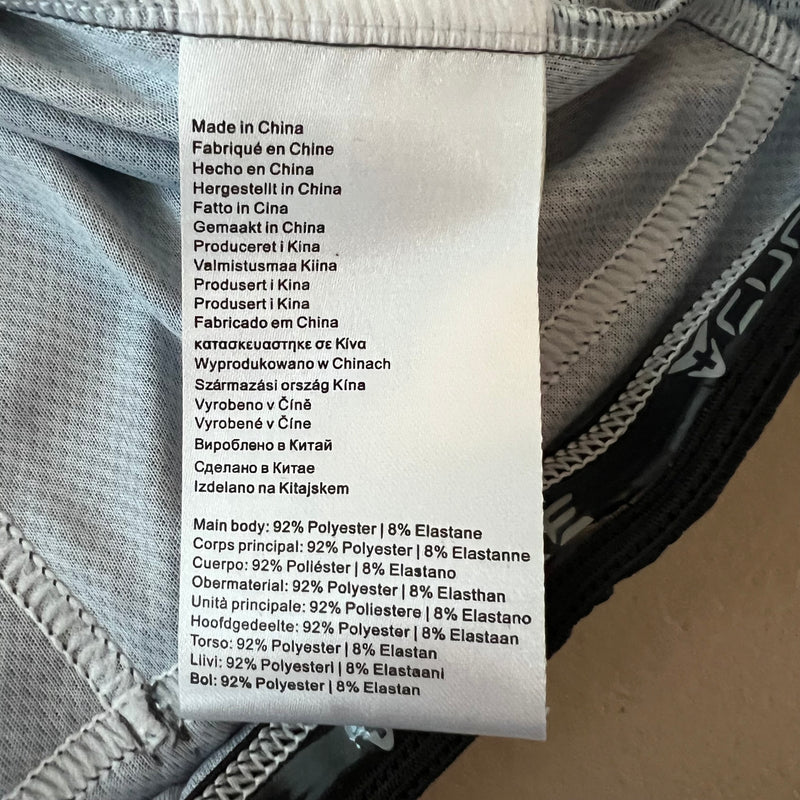 Made in China
Fabriqué en Chine
Hecho en China
Hergestellt in China
Fatto in Cina
Gemaakt in China
Produceret i Kina
Valmistusmaa Kiina
Produsert i Kina
Produsert i Kina
Fabricado em China
κατασκευαστηκε σε Κίνα
Wyprodukowano w Chinach
Származási ország Kína
Vyrobeno v Číně
Vyrobené v Číne
Вироблено в Китай
Сделано в Китае
Izdelano na Kitajskem
Main body: 92% Polyester | 8% Elastane
Corps principal: 92% Polyester | 8% Elastanne
Cuerpo: 92% Poliéster | 8% Elastano
Obermaterial: 92% Polyester | 8% Elasthan
Unità principale: 92% Poliestere | 8% Elastano
Hoofdgedeelte: 92% Polyester | 8% Elastaan
Torso: 92% Polyester | 8% Elastan
Liivi: 92% Polyesteri | 8% Elastaani
Bol: 92% Polyester | 8% Elastan